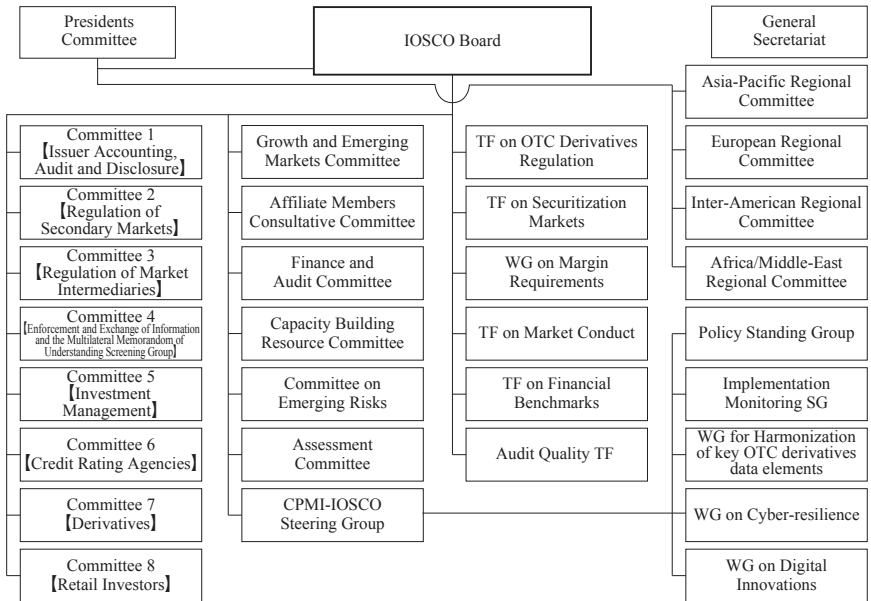 Presidents
Committee
IOSCO Board
General
Secretariat
Committee 1
【Issuer Accounting,
Audit and Disclosure】
Committee 2
【Regulation of
Secondary Markets】
Committee 3
【Regulation of Market
Intermediaries】
Committee 4
【Enforcement and Exchange of Information
and the Multilateral Memorandum of
Understanding Screening Group】
Committee 5
【Investment
Management】
Committee 6
【Credit Rating Agencies】
Committee 7
【Derivatives】
Committee 8
【Retail Investors】
Growth and Emerging
Markets Committee
Affiliate Members
Consultative Committee
Finance and
Audit Committee
Capacity Building
Resource Committee
Committee on
Emerging Risks
Assessment
Committee
CPMI-IOSCO
Steering Group
TF on OTC Derivatives
Regulation
TF on Securitization
Markets
WG on Margin
Requirements
TF on Market Conduct
TF on Financial
Benchmarks
Audit Quality TF
Asia-Pacific Regional
Committee
European Regional
Committee
Inter-American Regional
Committee
Africa/Middle-East
Regional Committee
Policy Standing Group
Implementation
Monitoring SG
WG for Harmonization
of key OTC derivatives
data elements
WG on Cyber-resilience
WG on Digital
Innovations